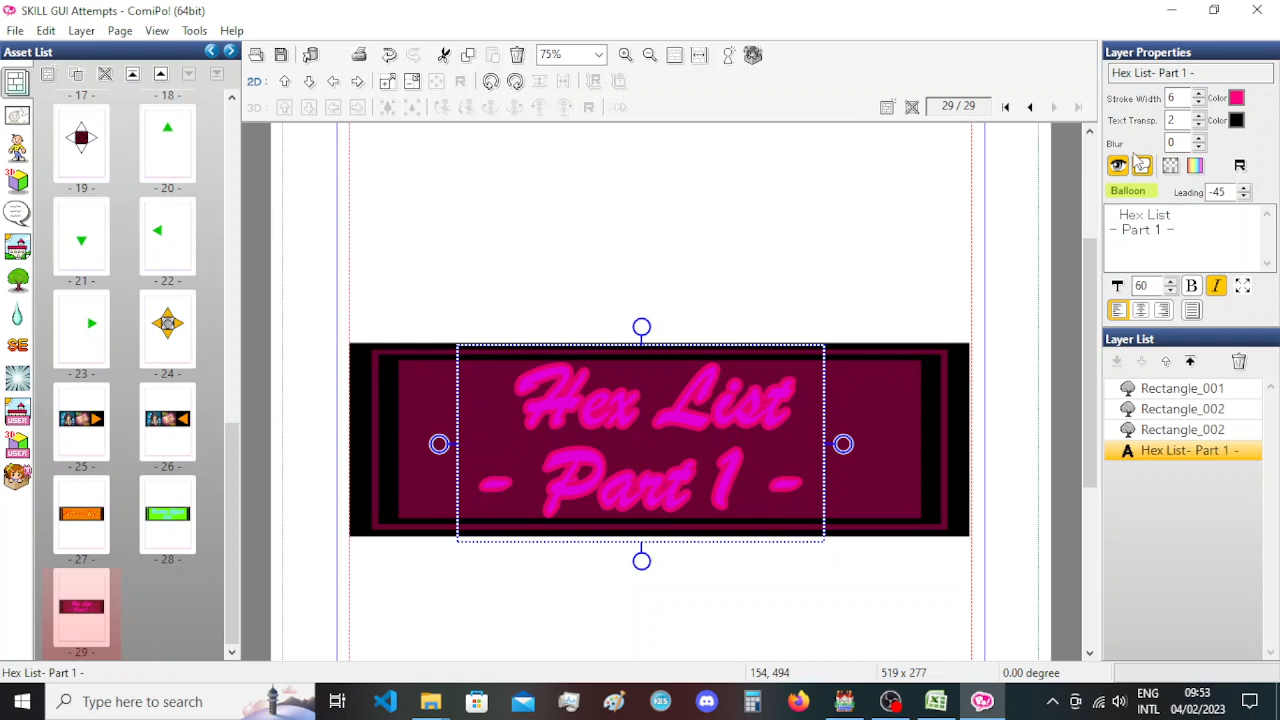 SKILL GUI Attempts - ComiPo! (64bit)
File Edit Layer Page View Tools Help
Asset List
75%
2D:
3D:
29 / 29
- 17 - - 18 -
- 19 - - 20 -
- 21 - - 22 -
- 23 - - 24 -
- 25 - - 26 -
- 27 - - 28 -
- 29 -
SE
USER
USER
Hex List
- Part 1 -
Layer Properties
Hex List- Part 1 -
Stroke Width 6 Color
Text Transp. 2 Color
Blur 0
R
Balloon Leading -45
Hex List
- Part 1 -
T 60 B I
Layer List
Rectangle_001
Rectangle_002
Rectangle_002
A Hex List- Part 1 -
Hex List- Part 1 -
154, 494
519 x 277
0.00 degree
Type here to search
ENG
INTL
09:53
04/02/2023